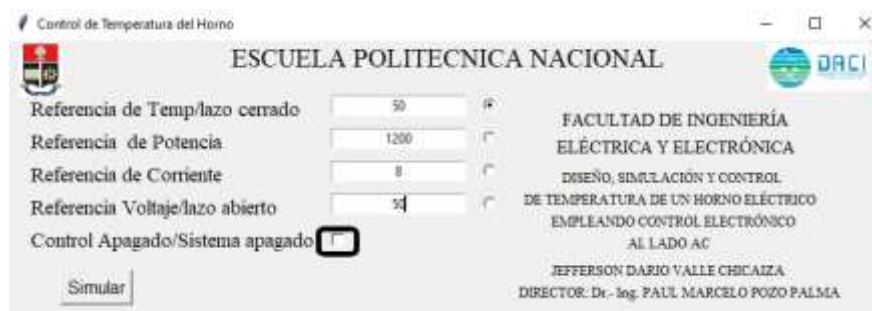 Control de Temperatura del Horno
ESCUELA POLITECNICA NACIONAL
DACI
Referencia de Temp/lazo cerrado 50
Referencia de Potencia 1200
Referencia de Corriente 8
Referencia Voltaje/lazo abierto 50
Control Apagado/Sistema apagado
Simular
FACULTAD DE INGENIERÍA
ELÉCTRICA Y ELECTRÓNICA
DISEÑO, SIMULACIÓN Y CONTROL
DE TEMPERATURA DE UN HORNO ELÉCTRICO
EMPLEANDO CONTROL ELECTRÓNICO
AL LADO AC
JEFFERSON DARIO VALLE CHICAIZA
DIRECTOR: Dr.- Ing. PAUL MARCELO POZO PALMA